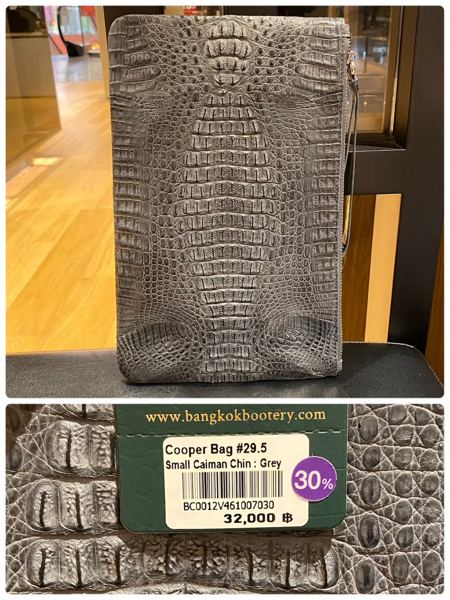 www.bangkokbootery.com
Cooper Bag #29.5
Small Caiman Chin : Grey
30%
BC0012V461007030
32,000 ฿